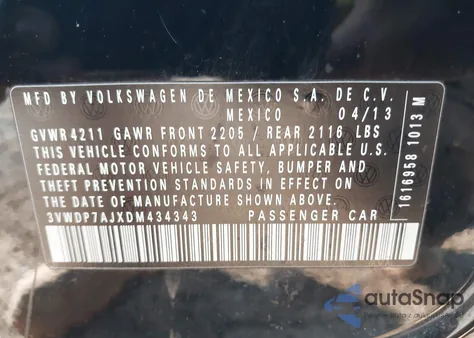 MFD BY VOLKSWAGEN DE MEXICO S.A. DE C.V.
MEXICO 04/13
GVWR 4211 GAWR FRONT 2205 / REAR 2116 LBS
THIS VEHICLE CONFORMS TO ALL APPLICABLE U.S.
FEDERAL MOTOR VEHICLE SAFETY, BUMPER AND
THEFT PREVENTION STANDARDS IN EFFECT ON
THE DATE OF MANUFACTURE SHOWN ABOVE.
3VWDP7AJXDM434343 PASSENGER CAR
1616958 1013 M
autoSnap